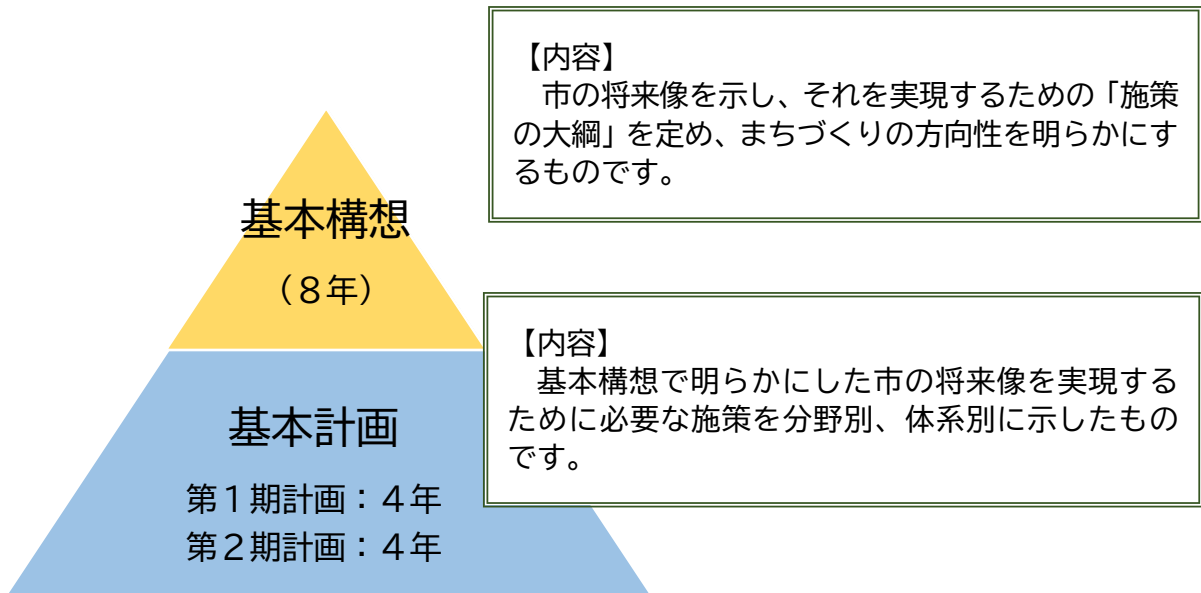 【内容】
　市の将来像を示し、それを実現するための「施策
の大綱」を定め、まちづくりの方向性を明らかにす
るものです。
基本構想
（８年）
【内容】
　基本構想で明らかにした市の将来像を実現する
ために必要な施策を分野別、体系別に示したもの
です。
基本計画
第１期計画：４年
第２期計画：４年